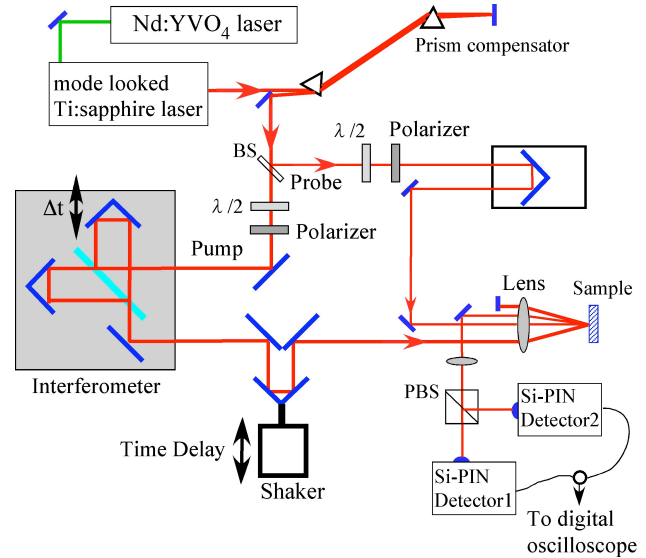 Nd:YVO4 laser
Prism compensator
mode looked
Ti:sapphire laser
λ/2
Polarizer
BS
Probe
λ/2
Polarizer
Δt
Pump
Lens
Sample
Interferometer
PBS
Si-PIN
Detector2
Time Delay
Shaker
Si-PIN
Detector1
To digital
oscilloscope